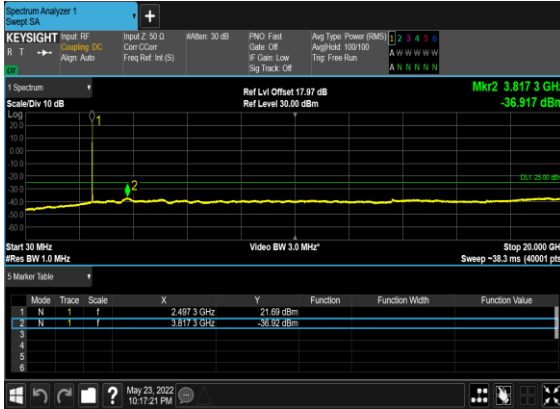 Spectrum Analyzer 1
Swept SA
+
KEYSIGHT
R T
LXI
Input: RF
Coupling: DC
Align: Auto
Input Z: 50 Ω
Corr CCorr
Freq Ref: Int (S)
#Atten: 30 dB
PNO: Fast
Gate: Off
IF Gain: Low
Sig Track: Off
Avg Type: Power (RMS)
Avg|Hold: 100/100
Trig: Free Run
1 2 3 4 5 6
A W W W W W
A N N N N N
1 Spectrum
Scale/Div 10 dB
Log
Ref Lvl Offset 17.97 dB
Ref Level 30.00 dBm
Mkr2 3.817 3 GHz
-36.917 dBm
20.0
10.0
0.00
-10.0
-20.0
-30.0
-40.0
-50.0
-60.0
1
2
DL1 -25.00 dBm
Start 30 MHz
#Res BW 1.0 MHz
Video BW 3.0 MHz*
Stop 20.000 GHz
Sweep ~38.3 ms (40001 pts)
5 Marker Table
Mode Trace Scale X Y Function Function Width Function Value
1 N 1 f 2.497 3 GHz 21.69 dBm
2 N 1 f 3.817 3 GHz -36.92 dBm
3
4
5
6
?
May 23, 2022
10:17:21 PM